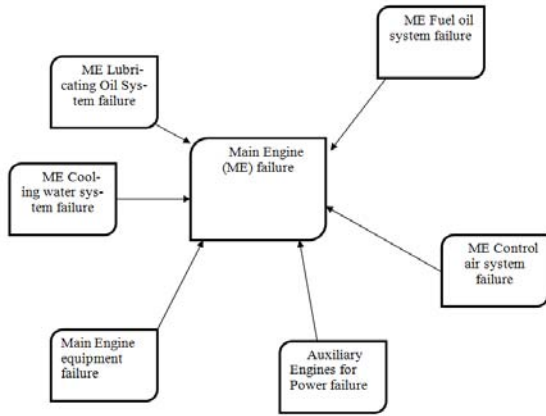 ME Fuel oil
system failure
ME Lubri-
cating Oil Sys-
tem failure
Main Engine
(ME) failure
ME Cool-
ing water sys-
tem failure
ME Control
air system
failure
Main Engine
equipment
failure
Auxiliary
Engines for
Power failure